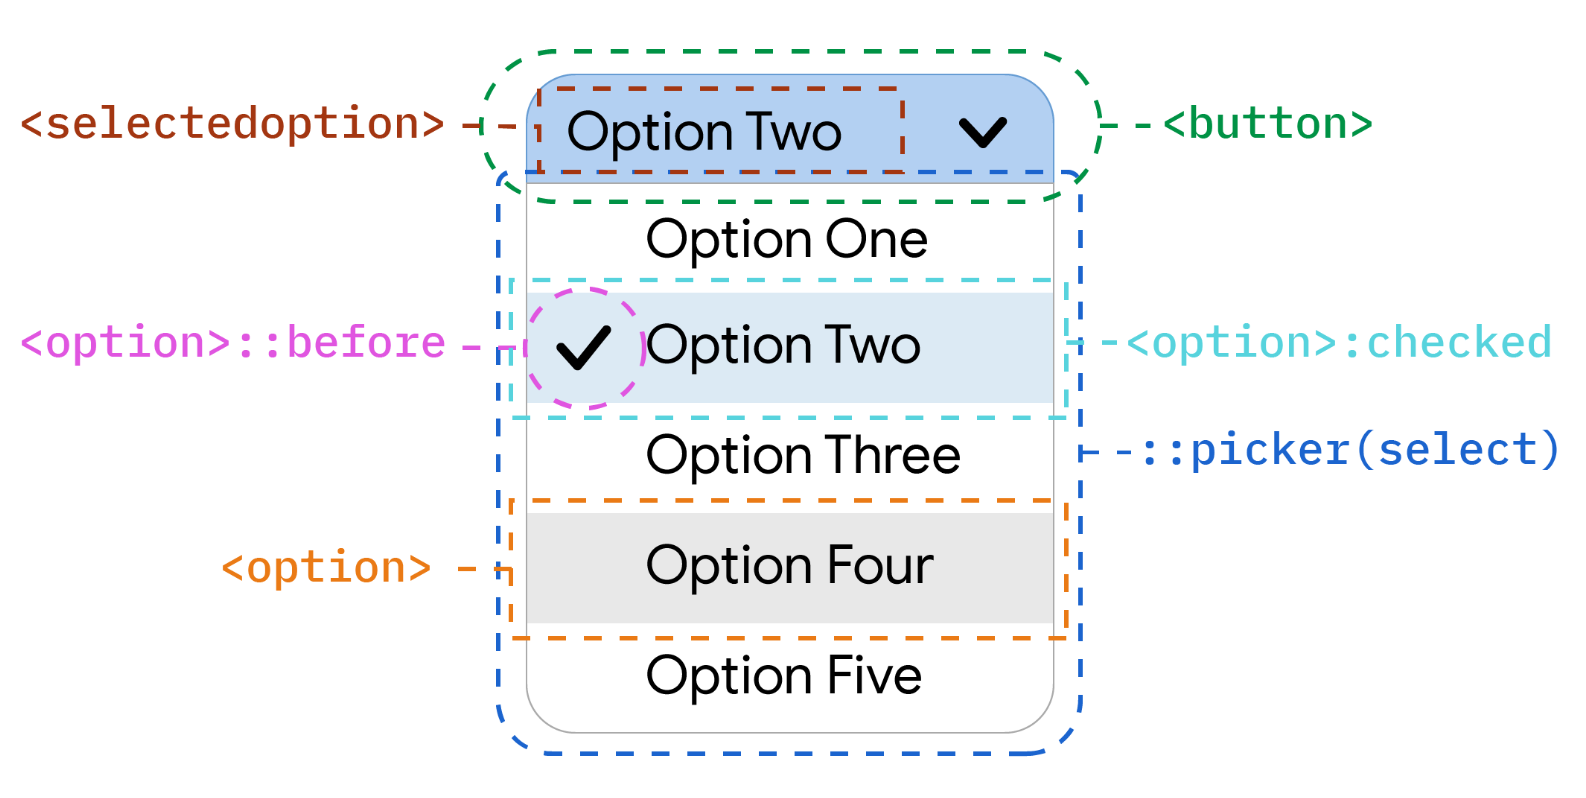 <selectedoption>
Option Two
<button>
Option One
<option>::before
Option Two
<option>:checked
Option Three
::picker(select)
<option>
Option Four
Option Five